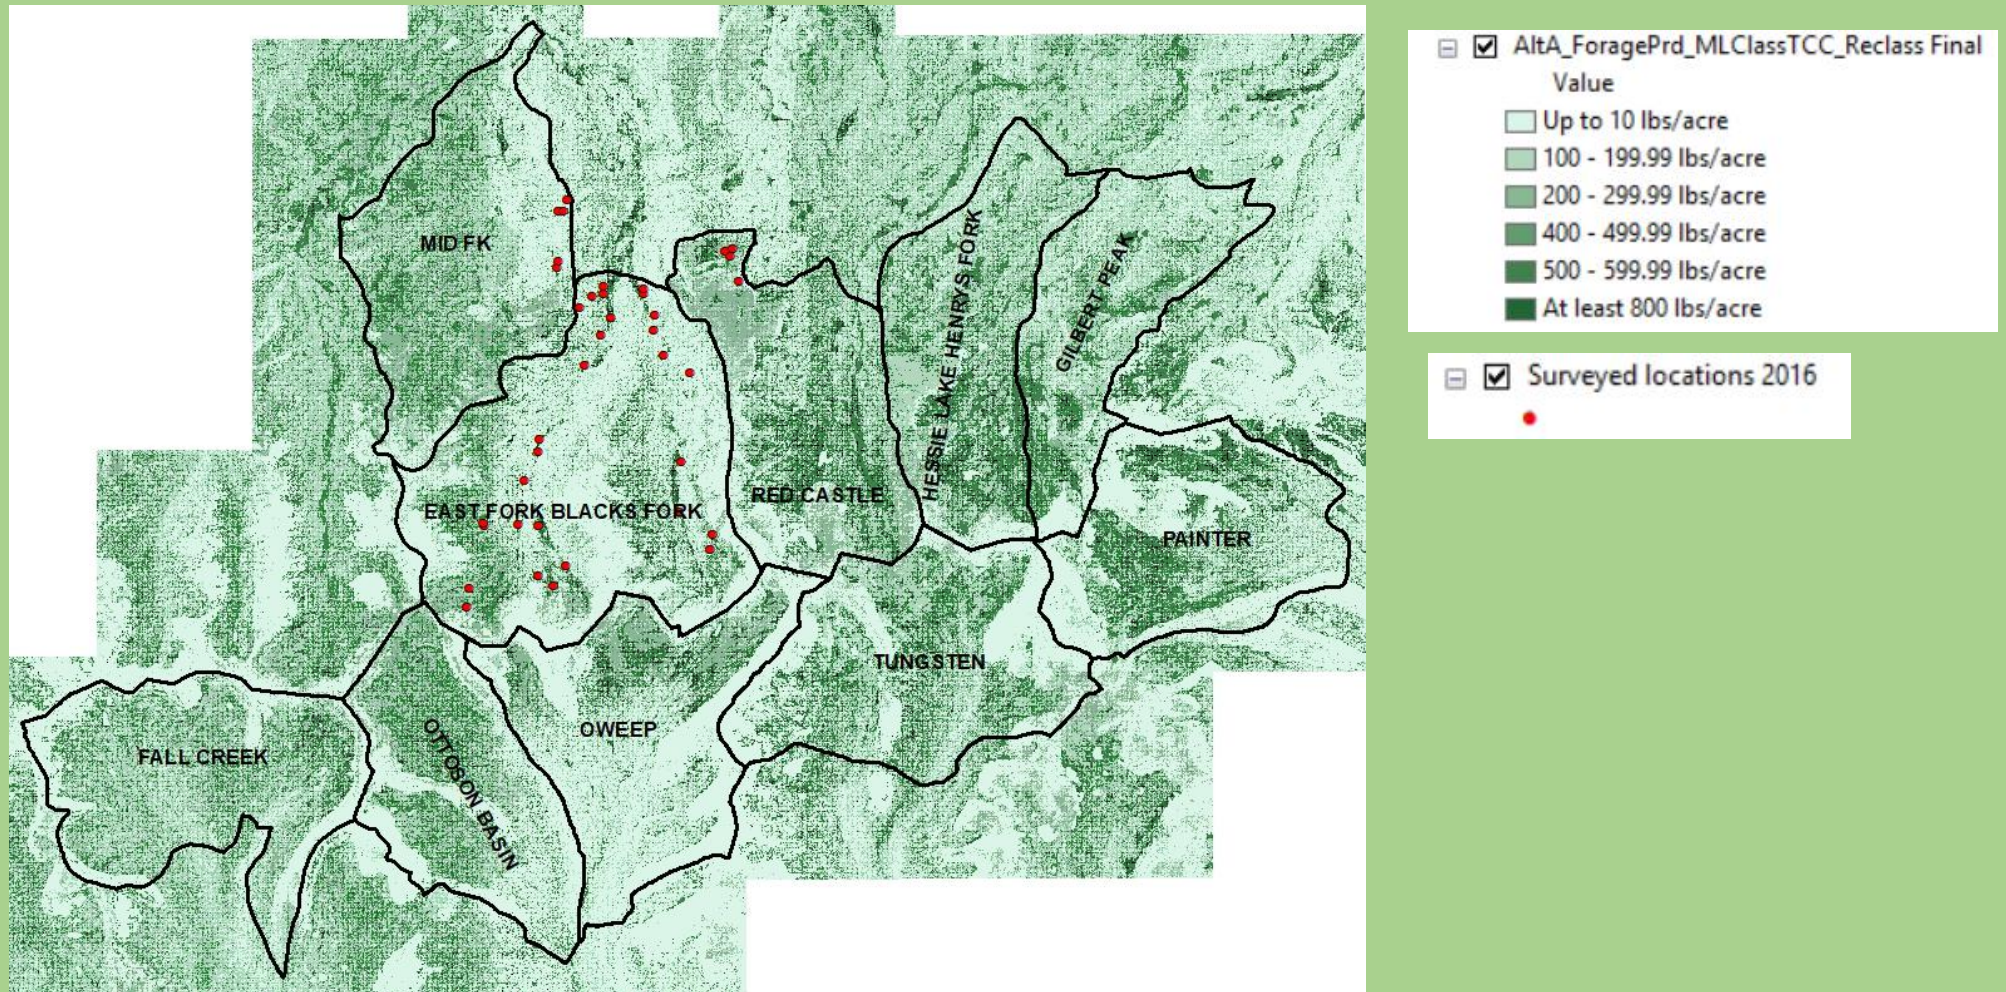 AltA_ForagePrd_MLClassTCC_Reclass Final
Value
Up to 10 lbs/acre
100 - 199.99 lbs/acre
200 - 299.99 lbs/acre
400 - 499.99 lbs/acre
500 - 599.99 lbs/acre
At least 800 lbs/acre
Surveyed locations 2016
MID FK
HESSIE LAKE HENRYS FORK
GILBERT PEAK
RED CASTLE
EAST FORK BLACKS FORK
PAINTER
TUNGSTEN
OWEEP
FALL CREEK
OTTOSON BASIN